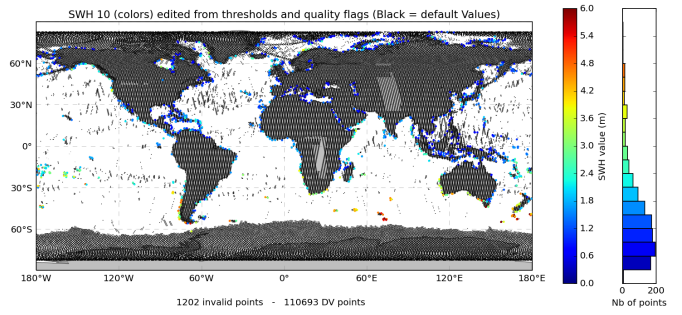 SWH 10 (colors) edited from thresholds and quality flags (Black = default Values)
60°N
30°N
0°
30°S
60°S
180°W 120°W 60°W 0° 60°E 120°E 180°E
1202 invalid points - 110693 DV points
6.0
5.4
4.8
4.2
3.6
3.0
2.4
1.8
1.2
0.6
0.0
SWH value (m)
0 200
Nb of points